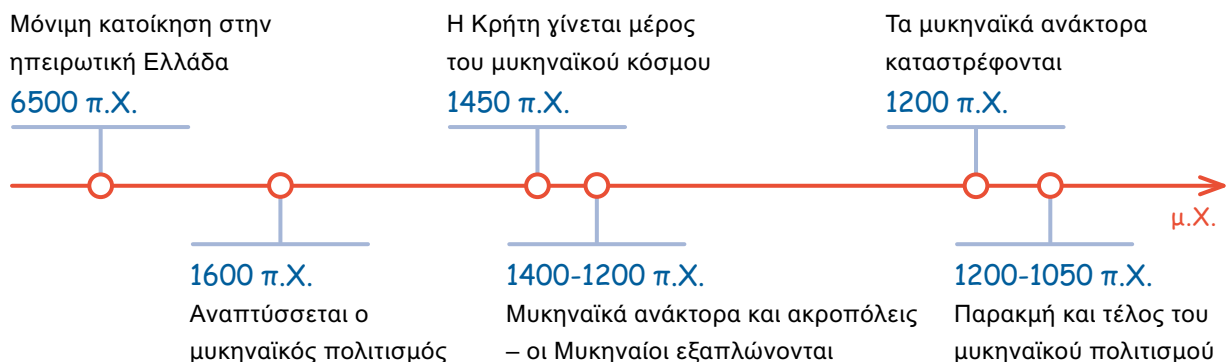 Μόνιμη κατοίκηση στην
ηπειρωτική Ελλάδα
6500 π.Χ.
1600 π.Χ.
Αναπτύσσεται ο
μυκηναϊκός πολιτισμός
Η Κρήτη γίνεται μέρος
του μυκηναϊκού κόσμου
1450 π.Χ.
1400-1200 π.Χ.
Μυκηναϊκά ανάκτορα και ακροπόλεις
– οι Μυκηναίοι εξαπλώνονται
Τα μυκηναϊκά ανάκτορα
καταστρέφονται
1200 π.Χ.
1200-1050 π.Χ.
Παρακμή και τέλος του
μυκηναϊκού πολιτισμού
μ.Χ.